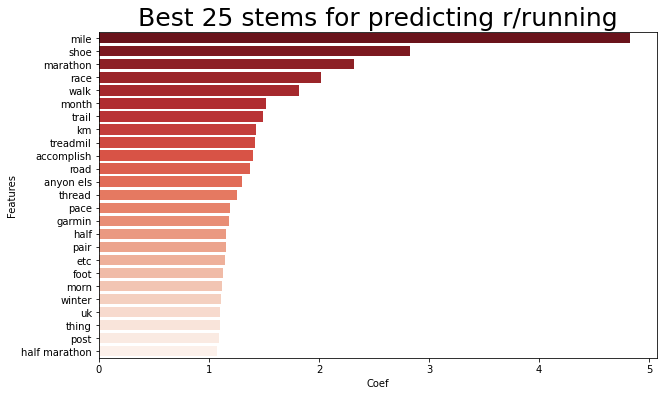 Best 25 stems for predicting r/running
mile
shoe
marathon
race
walk
month
trail
km
treadmil
accomplish
road
anyon els
thread
pace
garmin
half
pair
etc
foot
morn
winter
uk
thing
post
half marathon
Features
0 1 2 3 4 5
Coef